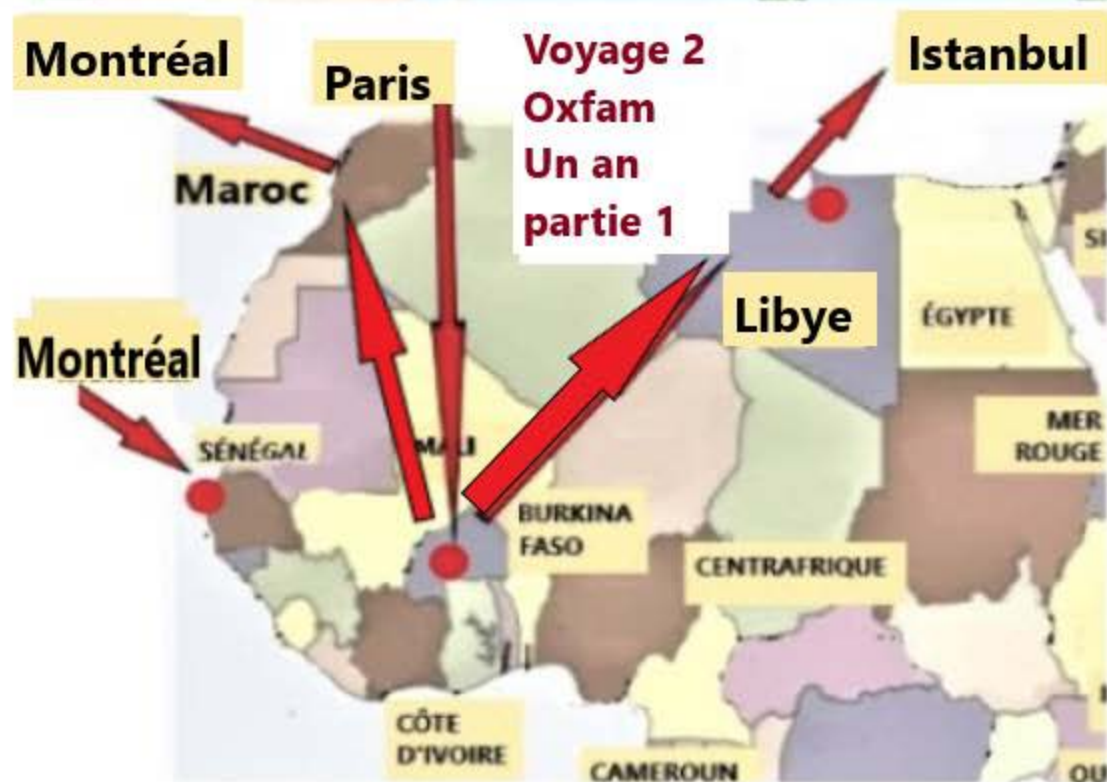 Montréal
Paris
Voyage 2
Oxfam
Un an
partie 1
Istanbul
Maroc
Libye
ÉGYPTE
Montréal
SÉNÉGAL
MALI
MER
ROUGE
BURKINA
FASO
CENTRAFRIQUE
CÔTE
D'IVOIRE
CAMEROUN